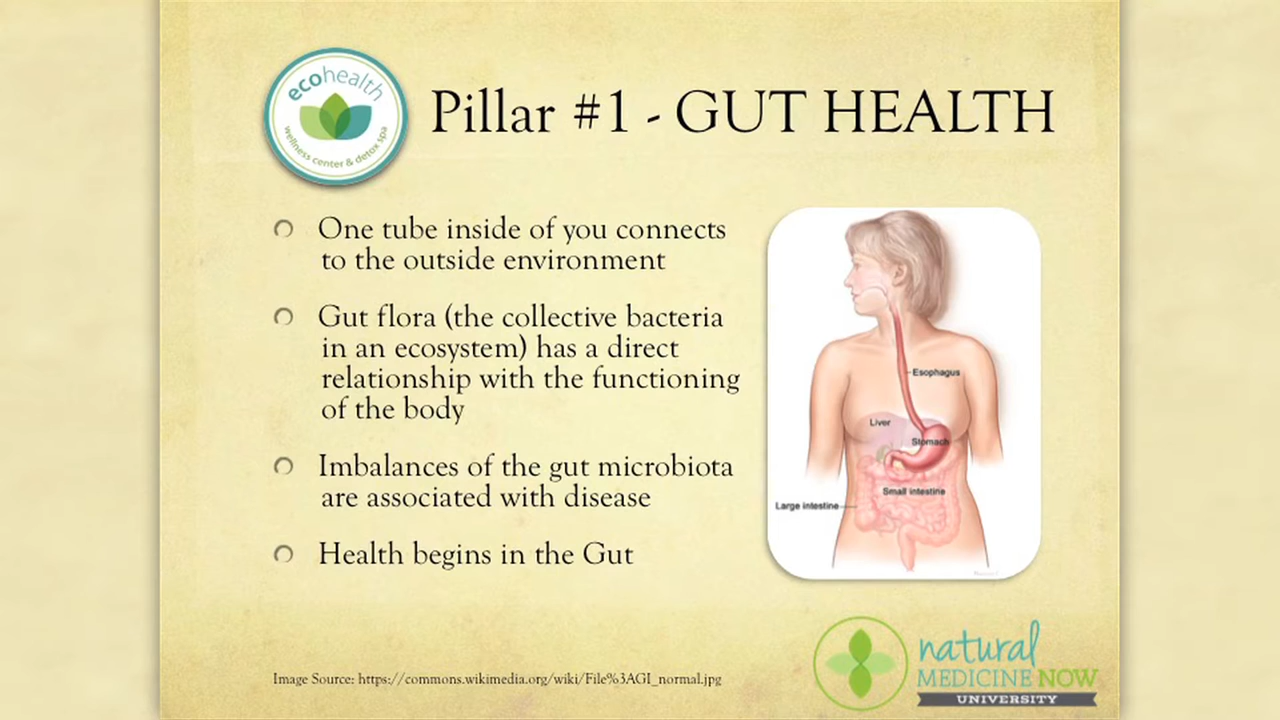 ecohealth
wellness center & detox spa
Pillar #1 - GUT HEALTH
One tube inside of you connects
to the outside environment
Gut flora (the collective bacteria
in an ecosystem) has a direct
relationship with the functioning
of the body
Imbalances of the gut microbiota
are associated with disease
Health begins in the Gut
Esophagus
Liver
Stomach
Small intestine
Large intestine
Image Source: https://commons.wikimedia.org/wiki/File%3AGI_normal.jpg
natural
MEDICINE NOW
UNIVERSITY